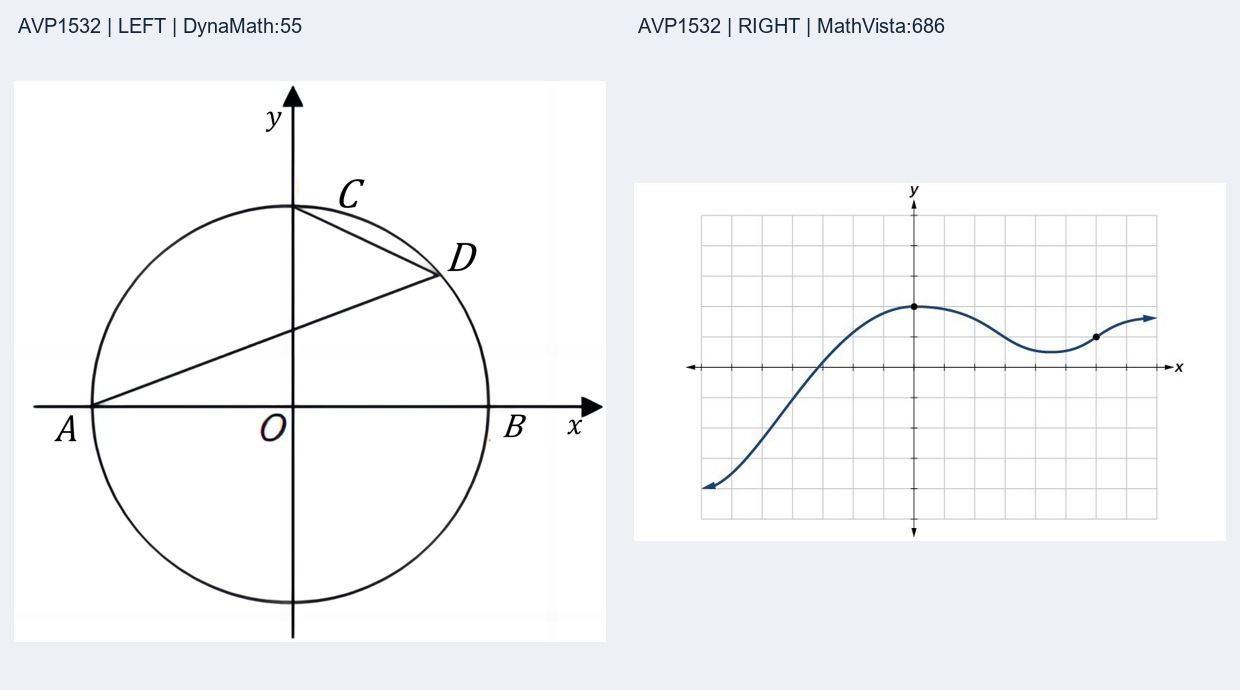 AVP1532 | LEFT | DynaMath:55
AVP1532 | RIGHT | MathVista:686
y
C
D
A
O
B
x
y
x